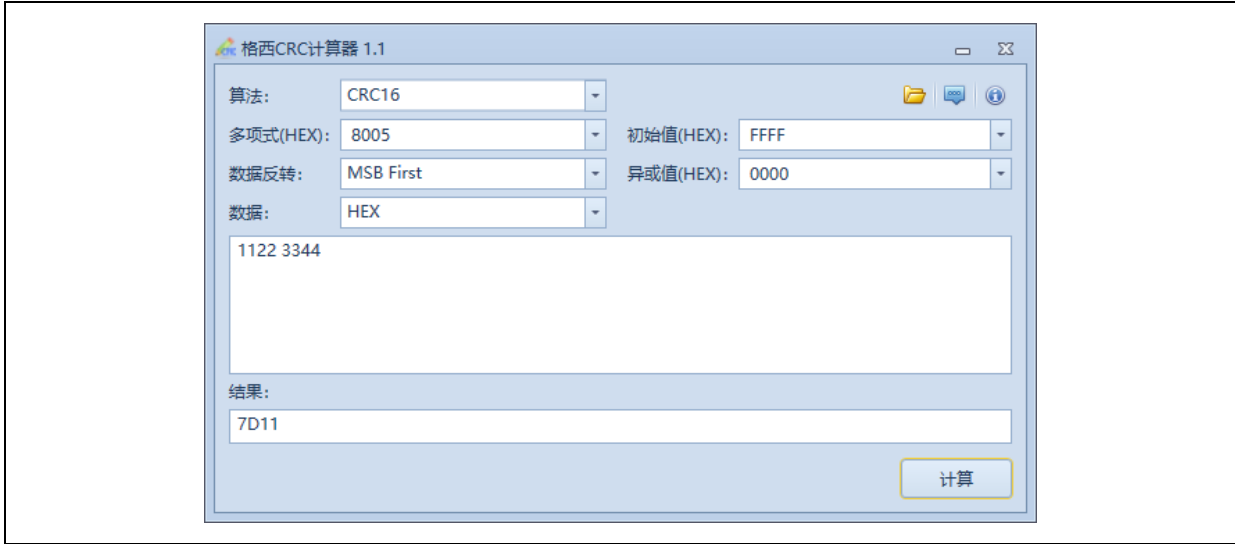 格西CRC计算器 1.1
算法: CRC16
多项式(HEX): 8005 初始值(HEX): FFFF
数据反转: MSB First 异或值(HEX): 0000
数据: HEX
1122 3344
结果:
7D11
计算